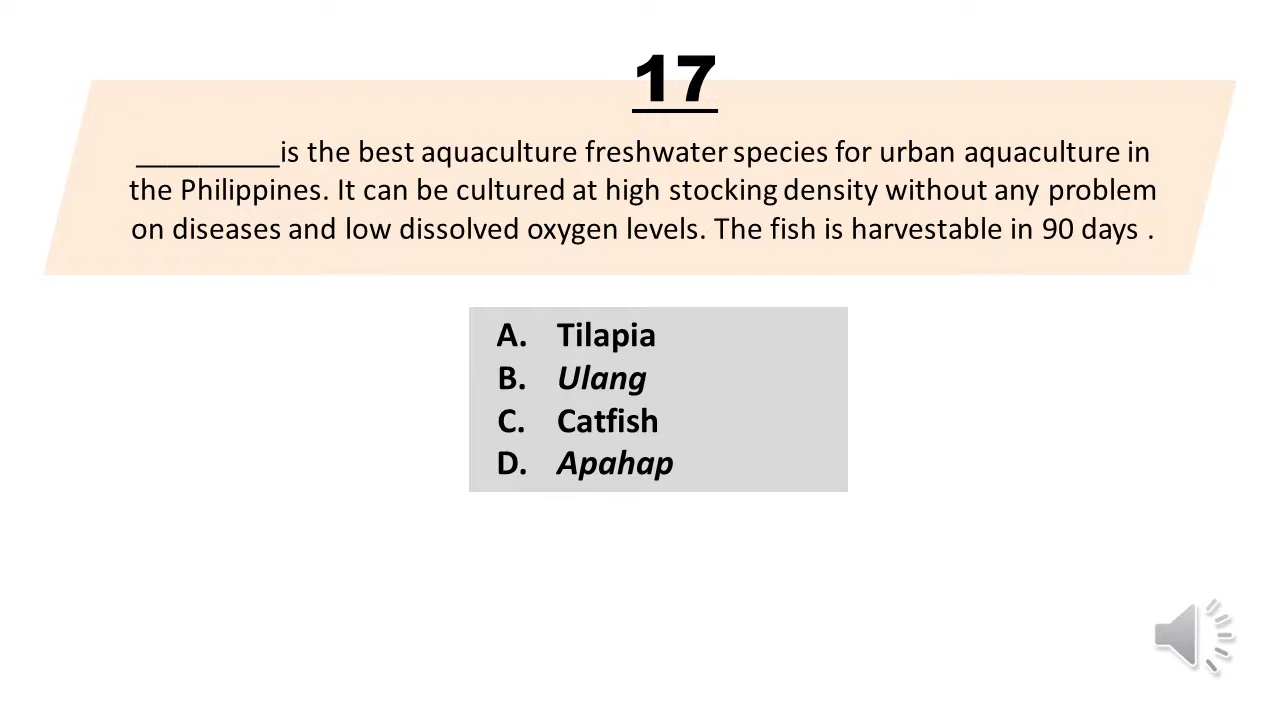 17
_________is the best aquaculture freshwater species for urban aquaculture in
the Philippines. It can be cultured at high stocking density without any problem
on diseases and low dissolved oxygen levels. The fish is harvestable in 90 days .
A. Tilapia
B. Ulang
C. Catfish
D. Apahap